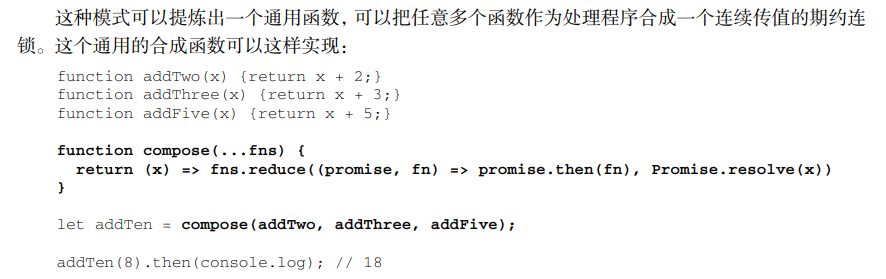 这种模式可以提炼出一个通用函数，可以把任意多个函数作为处理程序合成一个连续传值的期约连
锁。这个通用的合成函数可以这样实现：
function addTwo(x) {return x + 2;}
function addThree(x) {return x + 3;}
function addFive(x) {return x + 5;}
function compose(...fns) {
  return (x) => fns.reduce((promise, fn) => promise.then(fn), Promise.resolve(x))
}
let addTen = compose(addTwo, addThree, addFive);
addTen(8).then(console.log); // 18